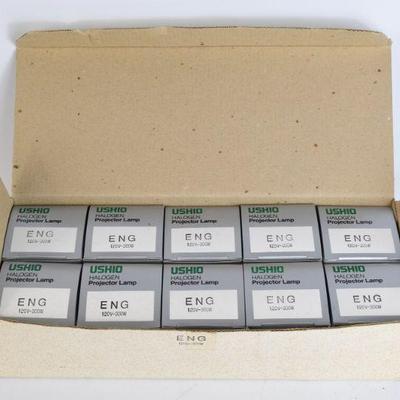 USHIO
HALOGEN
Projector Lamp
ENG
120V-300W
USHIO
HALOGEN
Projector Lamp
ENG
120V-300W
USHIO
HALOGEN
Projector Lamp
ENG
120V-300W
USHIO
HALOGEN
Projector Lamp
ENG
120V-300W
USHIO
HALOGEN
Projector Lamp
ENG
120V-300W
USHIO
HALOGEN
Projector Lamp
ENG
120V-300W
USHIO
HALOGEN
Projector Lamp
ENG
120V-300W
USHIO
HALOGEN
Projector Lamp
ENG
120V-300W
USHIO
HALOGEN
Projector Lamp
ENG
120V-300W
USHIO
HALOGEN
Projector Lamp
ENG
120V-300W
ENG
120V-300W